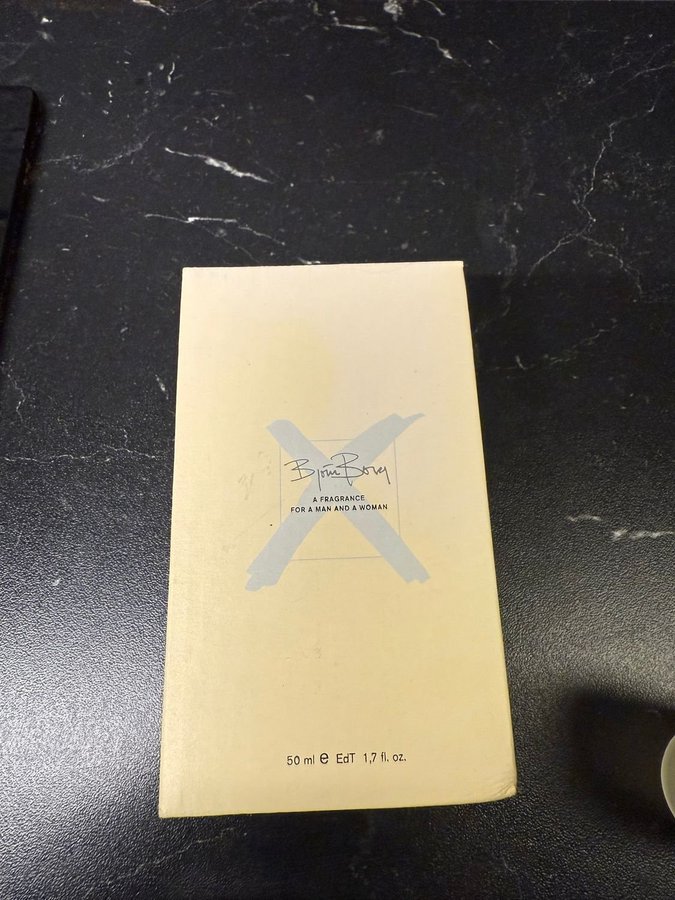 Björn Borg
A FRAGRANCE
FOR A MAN AND A WOMAN
50 ml e EdT 1,7 fl. oz.